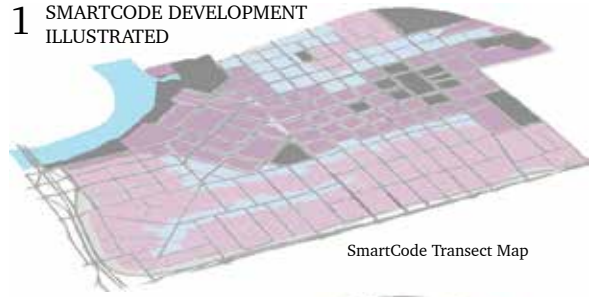 1 SMARTCODE DEVELOPMENT
ILLUSTRATED
SmartCode Transect Map